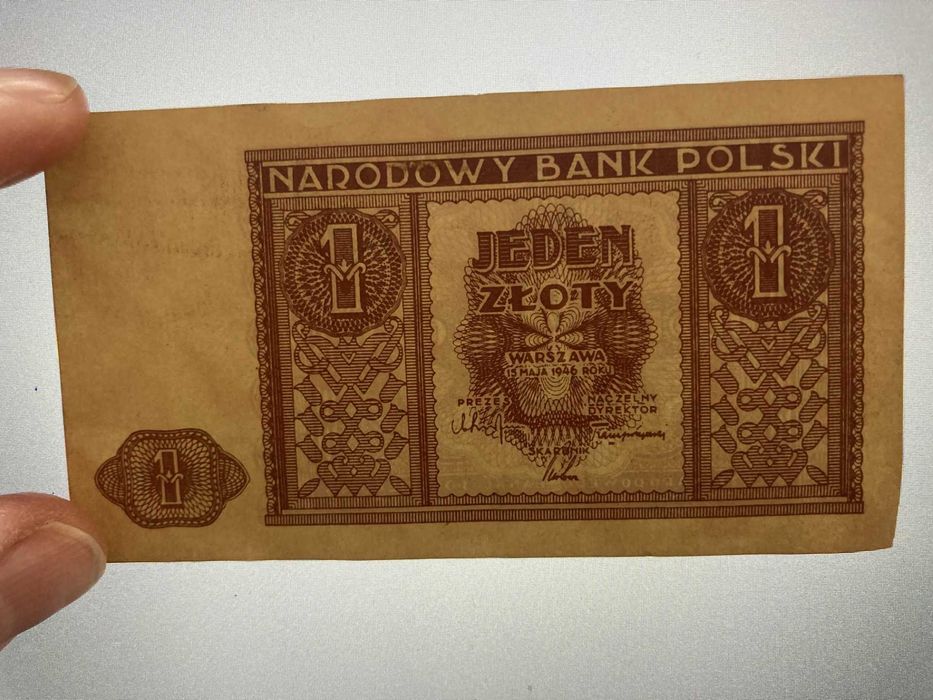 NARODOWY BANK POLSKI
1 1
JEDEN
ZŁOTY
WARSZAWA
15 MAJA 1946 ROKU
PREZES NACZELNY
DYREKTOR
SKARBNIK
1